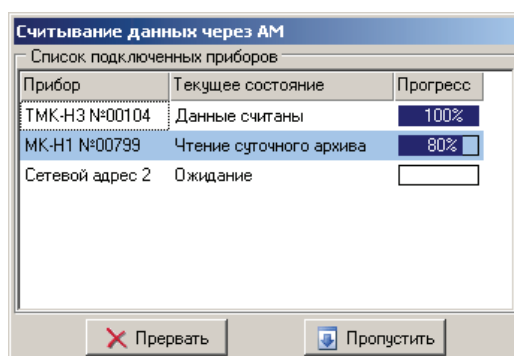 Считывание данных через АМ
Список подключенных приборов
Прибор Текущее состояние Прогресс
ТМК-Н3 №00104 Данные считаны 100%
МК-Н1 №00799 Чтение суточного архива 80%
Сетевой адрес 2 Ожидание
Прервать Пропустить